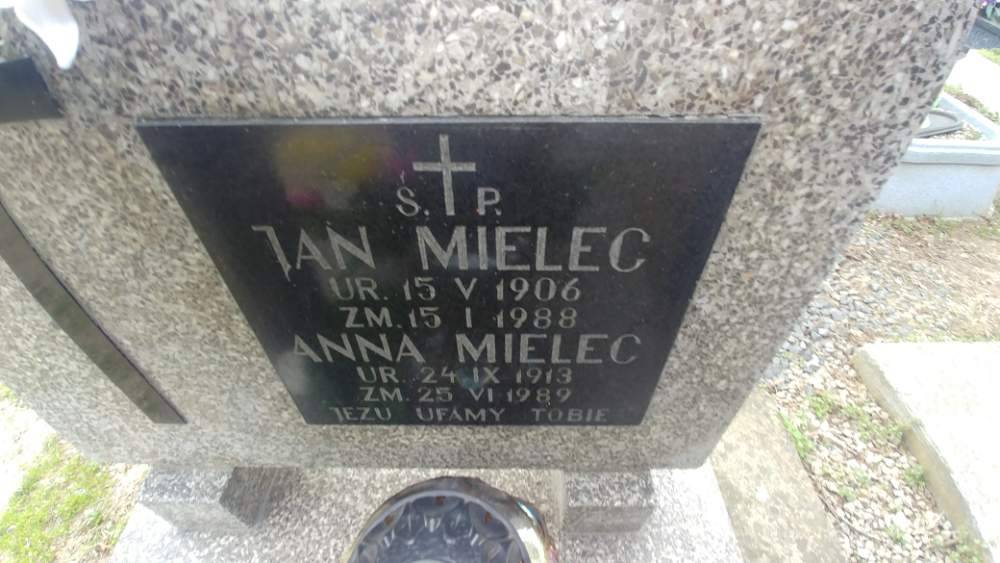 Ś. P.
JAN MIELEC
UR. 15 V 1906
ZM. 15 I 1988
ANNA MIELEC
UR. 24 IX 1913
ZM. 25 VI 1989
JEZU UFAMY TOBIE